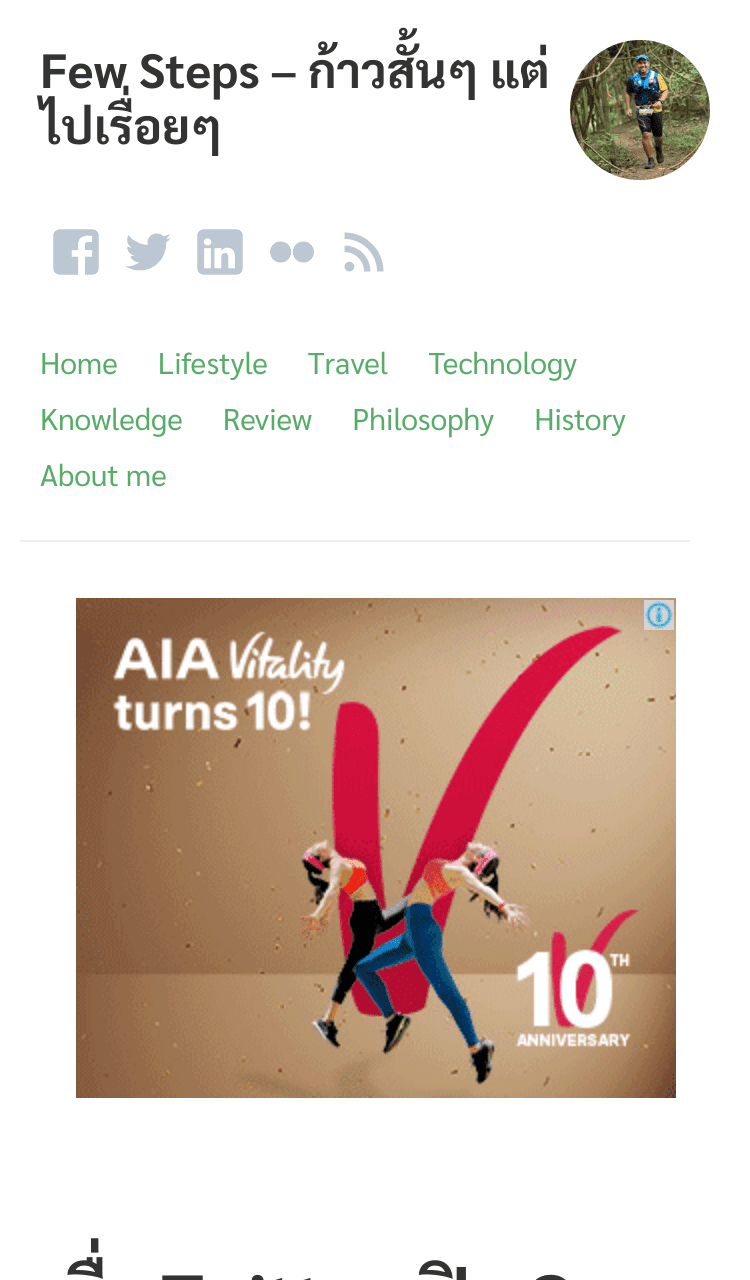 Few Steps – ก้าวสั้นๆ แต่
ไปเรื่อยๆ
Home Lifestyle Travel Technology
Knowledge Review Philosophy History
About me
AIA Vitality
turns 10!
10TH
ANNIVERSARY